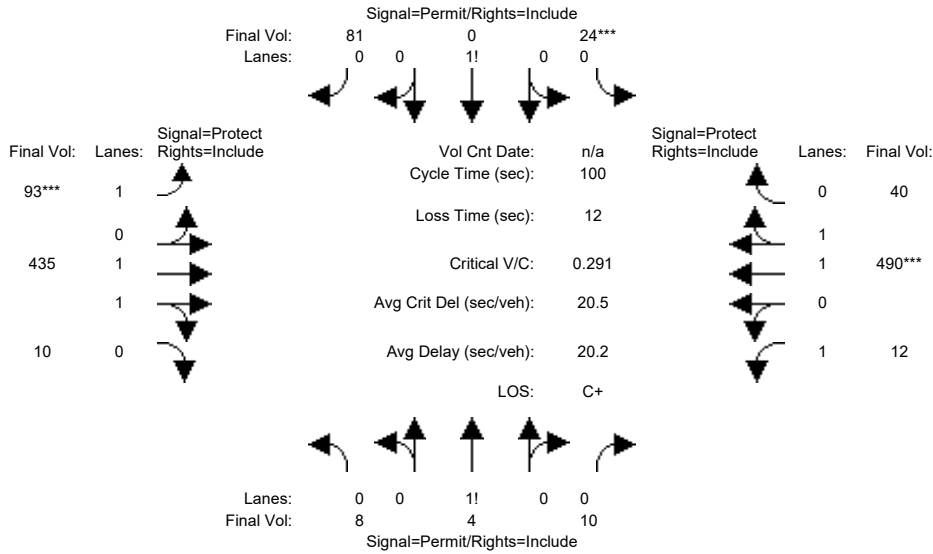 Signal=Permit/Rights=Include
Final Vol: 81 0 24***
Lanes: 0 0 1! 0 0
Signal=Protect
Final Vol: Lanes: Rights=Include
Vol Cnt Date: n/a
Signal=Protect
Rights=Include Lanes: Final Vol:
Cycle Time (sec): 100
93*** 1
0 40
Loss Time (sec): 12
0
1
435 1
Critical V/C: 0.291
1 490***
1
Avg Crit Del (sec/veh): 20.5
0
10 0
Avg Delay (sec/veh): 20.2
1 12
LOS: C+
Lanes: 0 0 1! 0 0
Final Vol: 8 4 10
Signal=Permit/Rights=Include